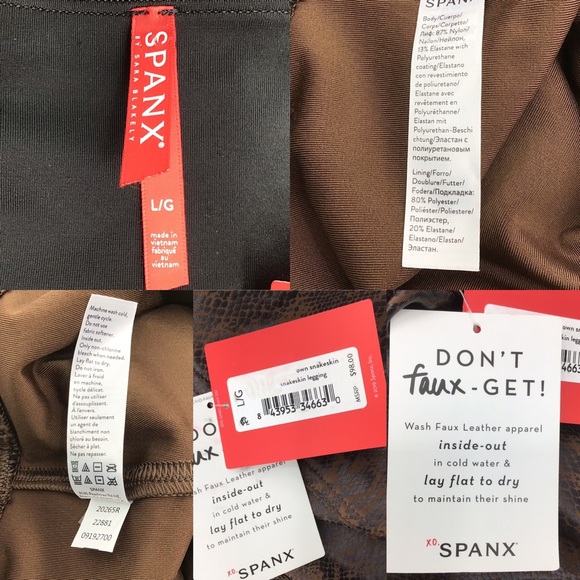 SPANX®
BY SARA BLAKELY
L/G
made in
vietnam
fabriqué
au
vietnam
SPANX
Body/Cuerpo/
Corps/Corpetto/
Лиф: 87% Nylon/
Nailon/Нейлон,
13% Elastane with
Polyurethane
coating/Elastano
con revestimiento
de poliuretano/
Elastane avec
revêtement en
Polyuréthanne/
Elastan mit
Polyurethan-Beschi
chtung/Эластан с
полиуретановым
покрытием.
Lining/Forro/
Doublure/Futter/
Fodera/Подкладка:
80% Polyester/
Poliéster/Poliestere/
Полиэстер,
20% Elastane/
Elastano/Elastan/
Эластан.
Machine wash cold,
gentle cycle.
Do not use
fabric softener.
Inside out.
Only non-chlorine
bleach when needed.
Lay flat to dry.
Do not iron.
Laver à froid
en machine,
cycle délicat.
Ne pas utiliser
d'assouplissant.
À l'envers.
Utiliser seulement
un agent de
blanchiment non
chloré au besoin.
Sécher à plat.
Ne pas repasser.
SPANX
20265R
22881
09192700
own snakeskin
snakeskin legging
L/G
$98.00
MSRP
8 43953 34663 0
DON'T
faux
Wash Faux Leather apparel
inside-out
in cold water &
lay flat to dry
to maintain their shine
xo, SPANX®
34663
DON'T
faux-GET!
Wash Faux Leather apparel
inside-out
in cold water &
lay flat to dry
to maintain their shine
xo, SPANX®